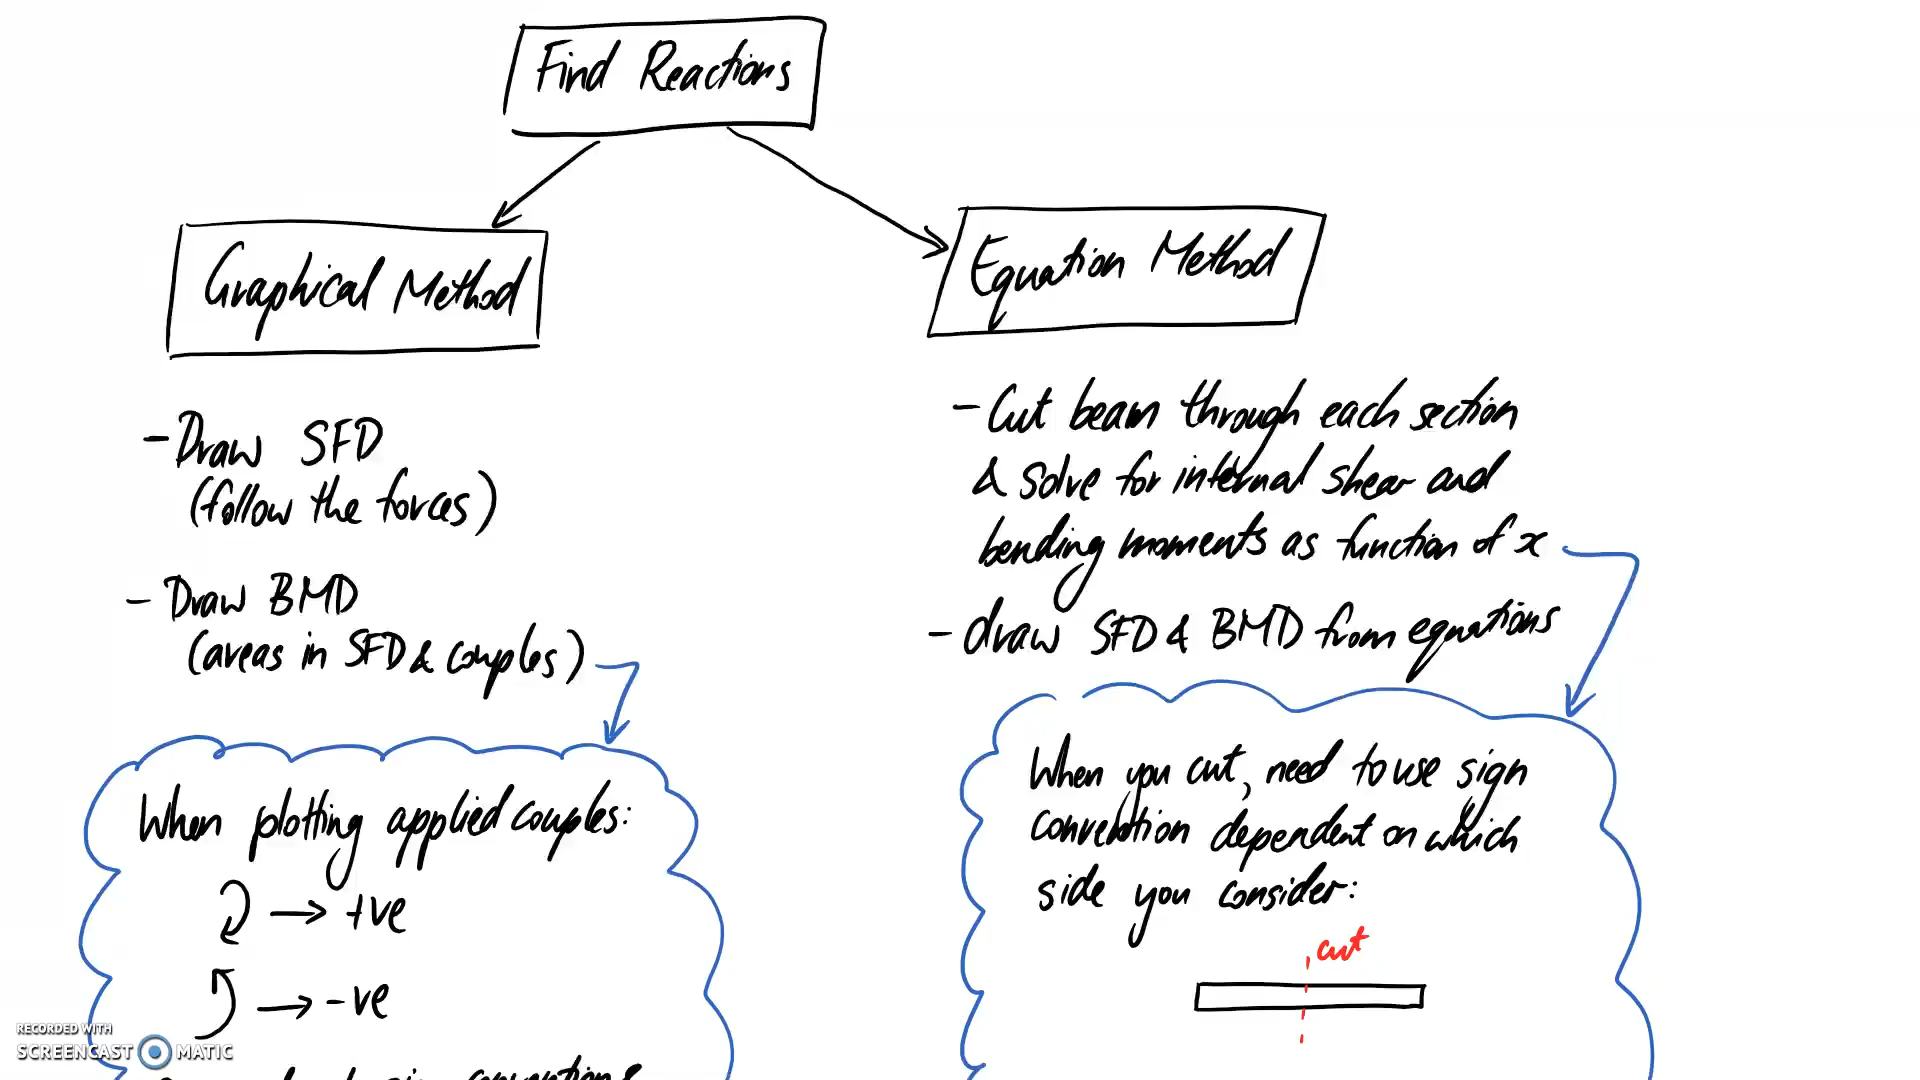 Find Reactions
Graphical Method
- Draw SFD
(follow the forces)
- Draw BMD
(areas in SFD & couples)
When plotting applied couples:
→ +ve
→ -ve
sign conventions
Equation Method
- Cut beam through each section
& solve for internal shear and
bending moments as function of x
- draw SFD & BMD from equations
When you cut, need to use sign
convention dependent on which
side you consider:
cut
RECORDED WITH
SCREENCAST MATIC